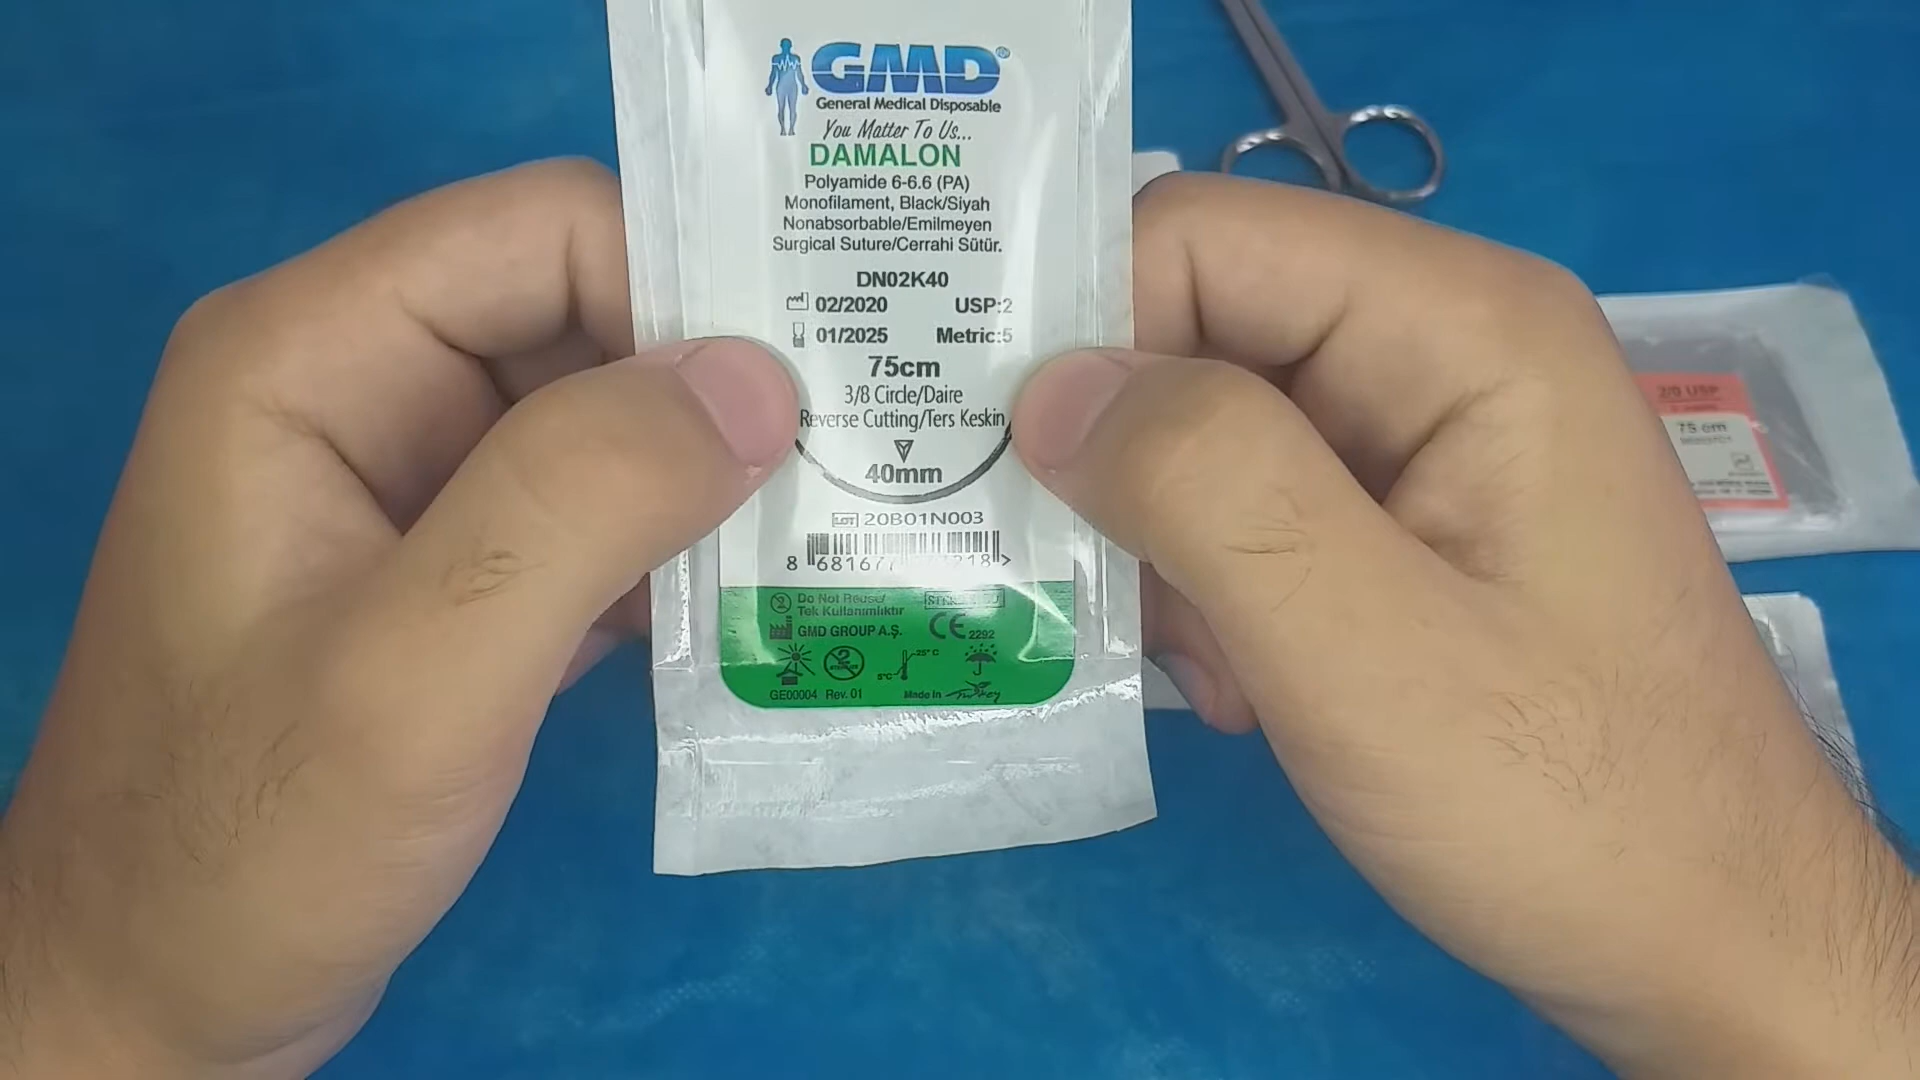 GMD®
General Medical Disposable
You Matter To Us...
DAMALON
Polyamide 6-6.6 (PA)
Monofilament, Black/Siyah
Nonabsorbable/Emilmeyen
Surgical Suture/Cerrahi Sütür.
DN02K40
02/2020 USP:2
01/2025 Metric:5
75cm
3/8 Circle/Daire
Reverse Cutting/Ters Keskin
40mm
LOT 20B01N003
8 68167
Do Not Reuse/
Tek Kullanımlıktır
GMD GROUP A.Ş. CE 2292
25° C
5°C
GE00004 Rev. 01 Made in Turkey
2/0 USP
75 cm